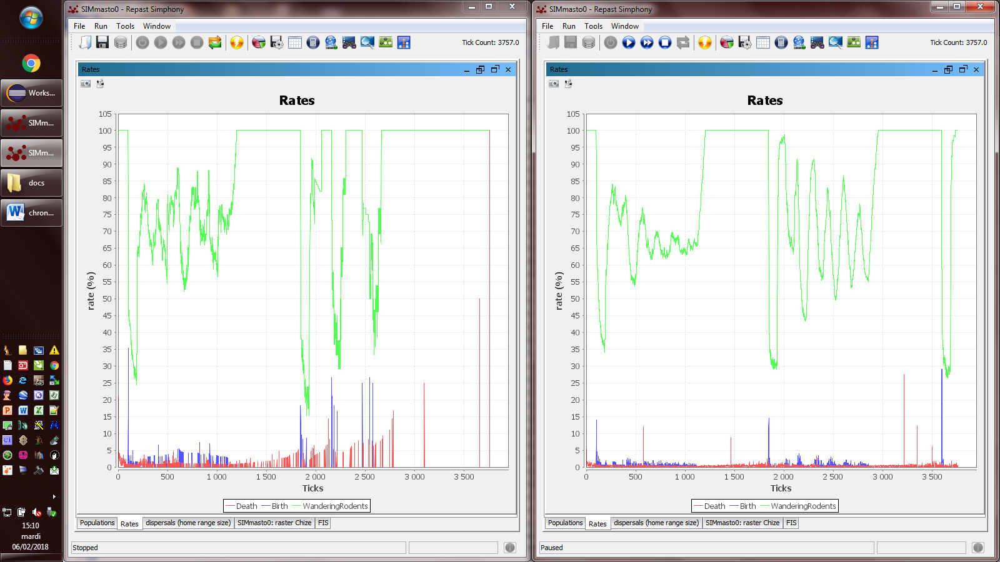 SIMmasto0 - Repast Simphony
File Run Tools Window
Tick Count: 3757.0
Rates
Rates
105
100
95
90
85
80
75
70
65
60
55
50
45
40
35
30
25
20
15
10
5
0
rate (%)
0 500 1 000 1 500 2 000 2 500 3 000 3 500
Ticks
Death Birth WanderingRodents
Populations Rates dispersals (home range size) SIMmasto0: raster Chize FIS
Stopped
SIMmasto0 - Repast Simphony
File Run Tools Window
Tick Count: 3757.0
Rates
Rates
105
100
95
90
85
80
75
70
65
60
55
50
45
40
35
30
25
20
15
10
5
0
rate (%)
0 500 1 000 1 500 2 000 2 500 3 000 3 500
Ticks
Death Birth WanderingRodents
Populations Rates dispersals (home range size) SIMmasto0: raster Chize FIS
Paused
Works...
SIMm...
SIMm...
docs
chron...
15:10
mardi
06/02/2018